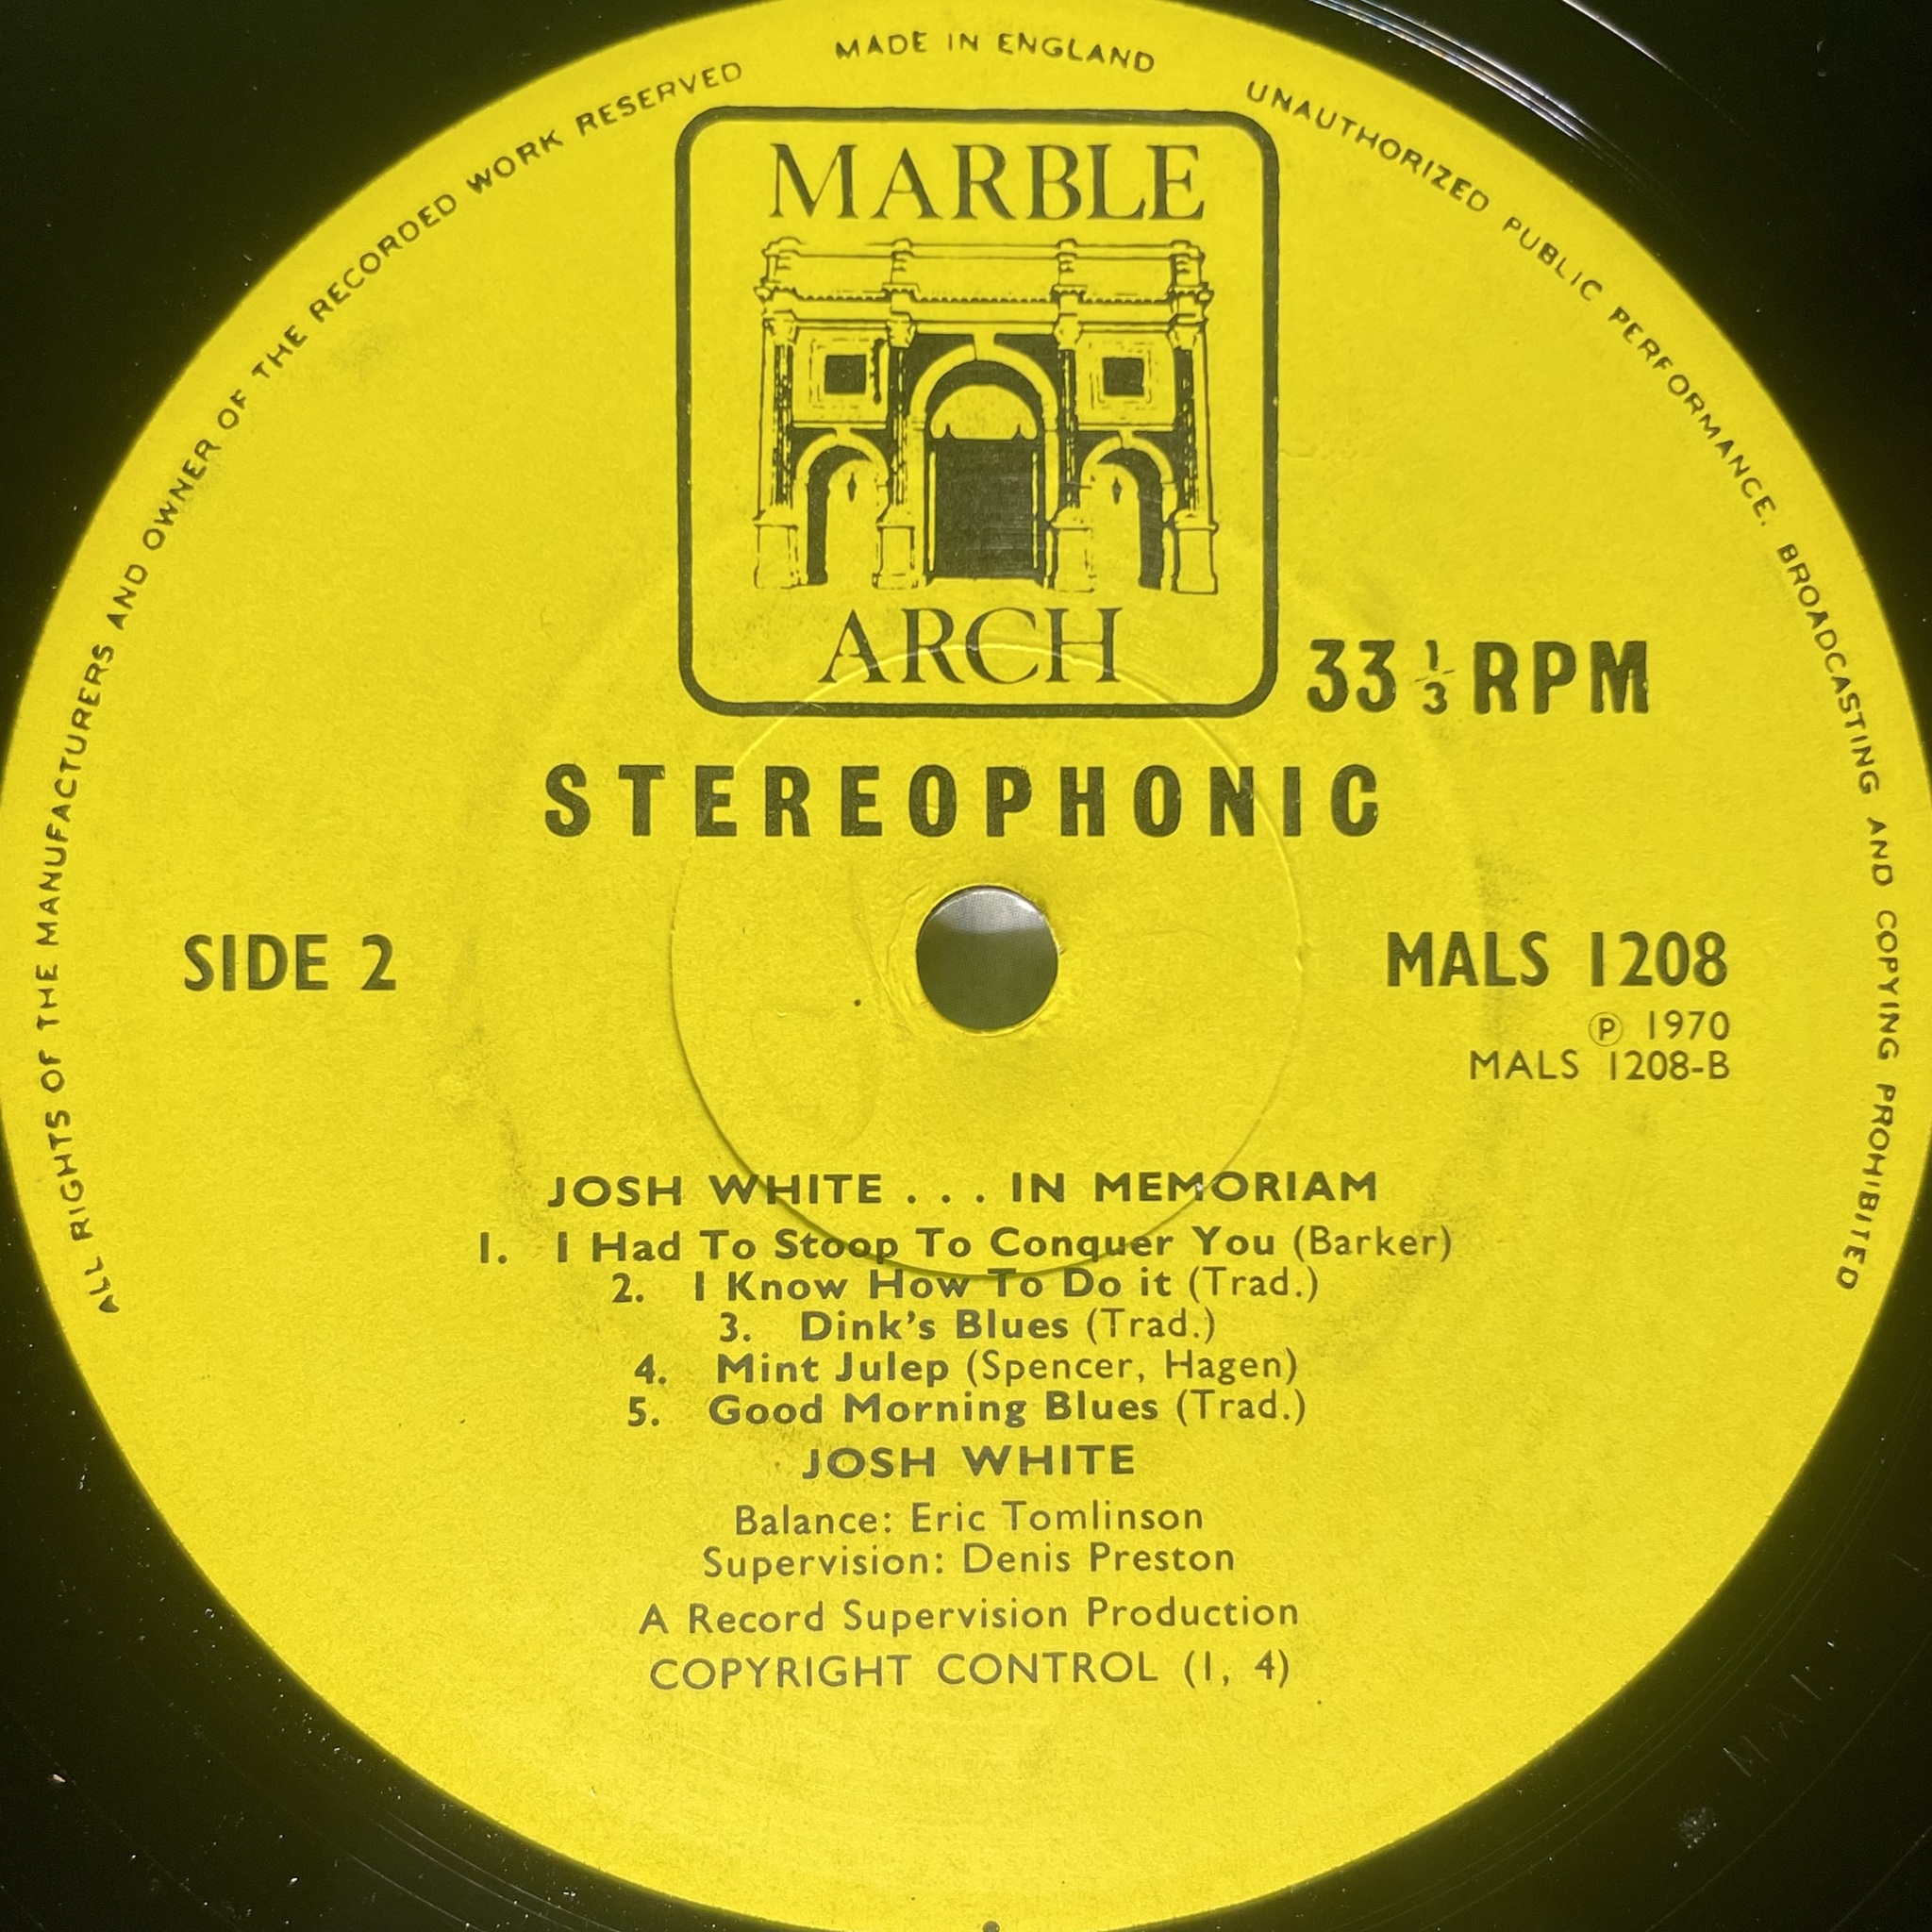 MADE IN ENGLAND
ALL RIGHTS OF THE MANUFACTURERS AND OWNER OF THE RECORDED WORK RESERVED
UNAUTHORIZED PUBLIC PERFORMANCE. BROADCASTING AND COPYING PROHIBITED
MARBLE
ARCH
33 1/3 RPM
STEREOPHONIC
SIDE 2
MALS 1208
℗ 1970
MALS 1208-B
JOSH WHITE . . . IN MEMORIAM
1. I Had To Stoop To Conquer You (Barker)
2. I Know How To Do it (Trad.)
3. Dink's Blues (Trad.)
4. Mint Julep (Spencer, Hagen)
5. Good Morning Blues (Trad.)
JOSH WHITE
Balance: Eric Tomlinson
Supervision: Denis Preston
A Record Supervision Production
COPYRIGHT CONTROL (1, 4)